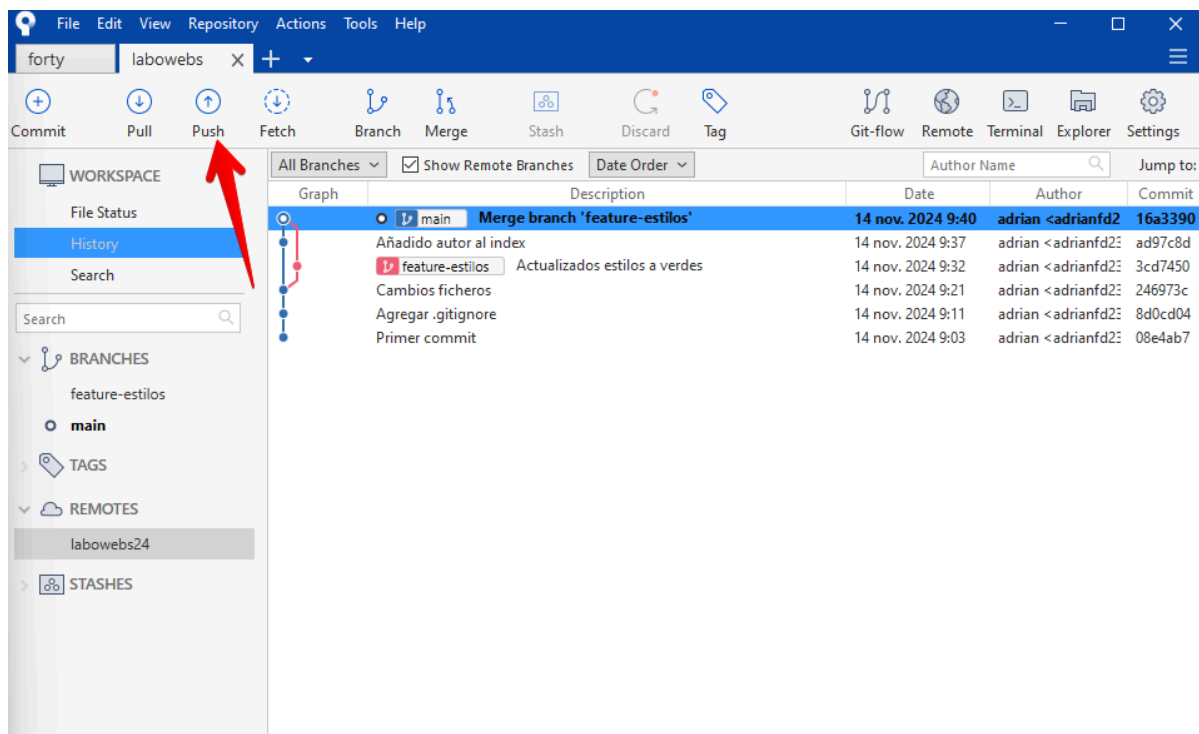 File Edit View Repository Actions Tools Help
forty labowebs
Commit Pull Push Fetch Branch Merge Stash Discard Tag Git-flow Remote Terminal Explorer Settings
WORKSPACE
File Status
History
Search
Search
BRANCHES
feature-estilos
main
TAGS
REMOTES
labowebs24
STASHES
All Branches Show Remote Branches Date Order Author Name Jump to:
Graph Description Date Author Commit
main Merge branch 'feature-estilos' 14 nov. 2024 9:40 adrian <adrianfd2 16a3390
Añadido autor al index 14 nov. 2024 9:37 adrian <adrianfd23 ad97c8d
feature-estilos Actualizados estilos a verdes 14 nov. 2024 9:32 adrian <adrianfd23 3cd7450
Cambios ficheros 14 nov. 2024 9:21 adrian <adrianfd23 246973c
Agregar .gitignore 14 nov. 2024 9:11 adrian <adrianfd23 8d0cd04
Primer commit 14 nov. 2024 9:03 adrian <adrianfd23 08e4ab7